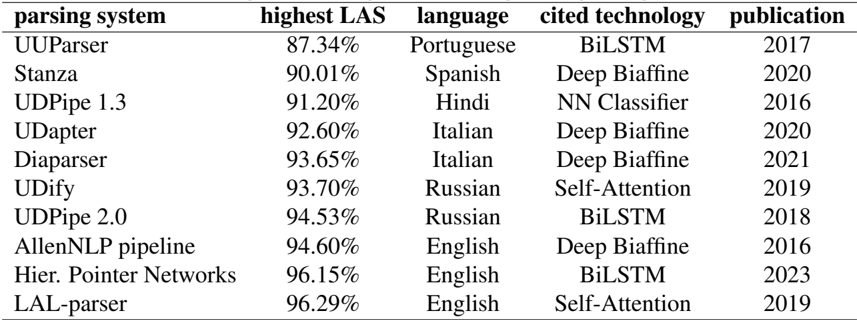 parsing system highest LAS language cited technology publication
UUParser 87.34% Portuguese BiLSTM 2017
Stanza 90.01% Spanish Deep Biaffine 2020
UDPipe 1.3 91.20% Hindi NN Classifier 2016
UDapter 92.60% Italian Deep Biaffine 2020
Diaparser 93.65% Italian Deep Biaffine 2021
UDify 93.70% Russian Self-Attention 2019
UDPipe 2.0 94.53% Russian BiLSTM 2018
AllenNLP pipeline 94.60% English Deep Biaffine 2016
Hier. Pointer Networks 96.15% English BiLSTM 2023
LAL-parser 96.29% English Self-Attention 2019